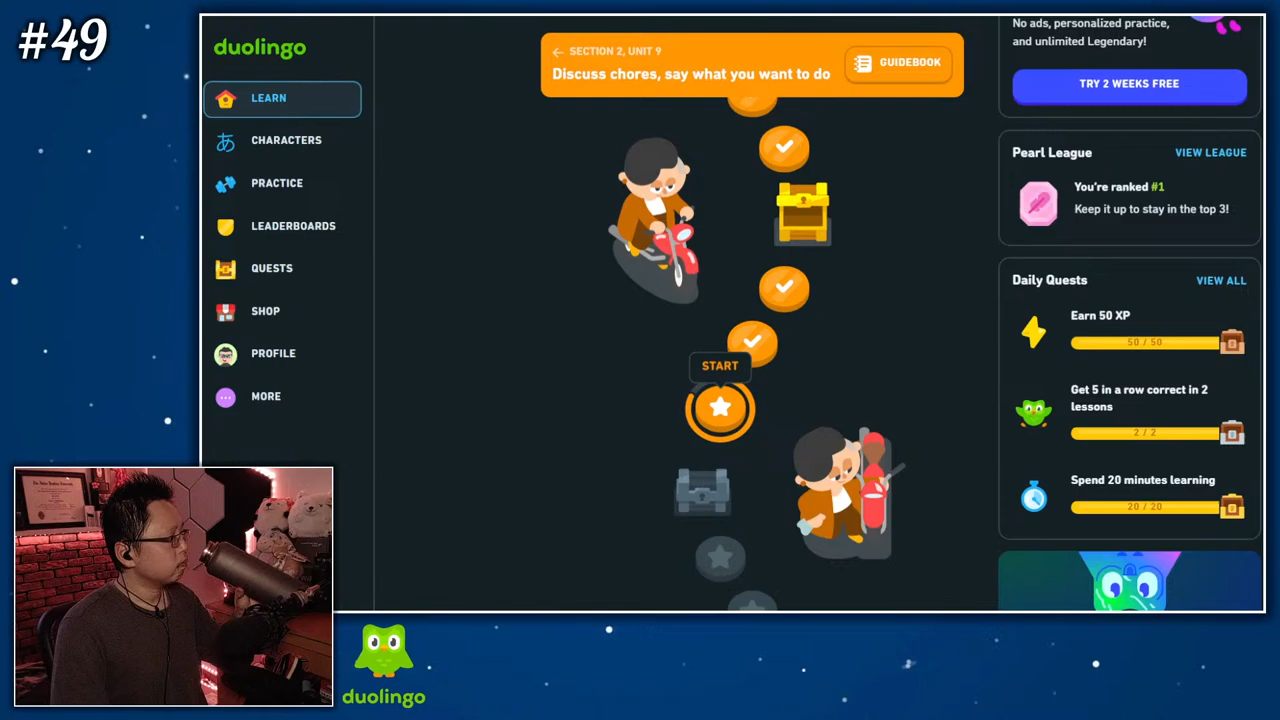 #49
duolingo
LEARN
あ CHARACTERS
PRACTICE
LEADERBOARDS
QUESTS
SHOP
PROFILE
MORE
SECTION 2, UNIT 9
Discuss chores, say what you want to do
GUIDEBOOK
START
No ads, personalized practice,
and unlimited Legendary!
TRY 2 WEEKS FREE
Pearl League
VIEW LEAGUE
You're ranked #1
Keep it up to stay in the top 3!
Daily Quests
VIEW ALL
Earn 50 XP
50 / 50
Get 5 in a row correct in 2
lessons
2 / 2
Spend 20 minutes learning
20 / 20
duolingo